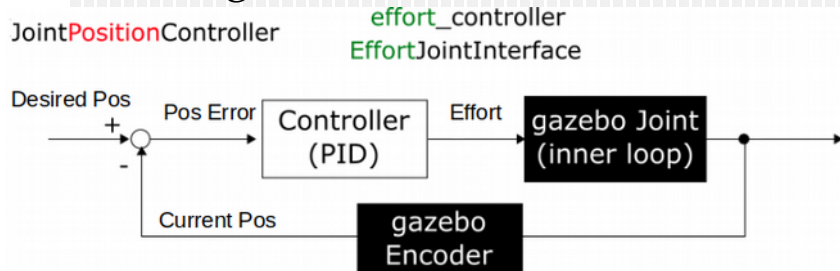 effort_controller
JointPositionController
EffortJointInterface
Desired Pos
+
Pos Error
Controller
(PID)
Effort
gazebo Joint
(inner loop)
-
Current Pos
gazebo
Encoder